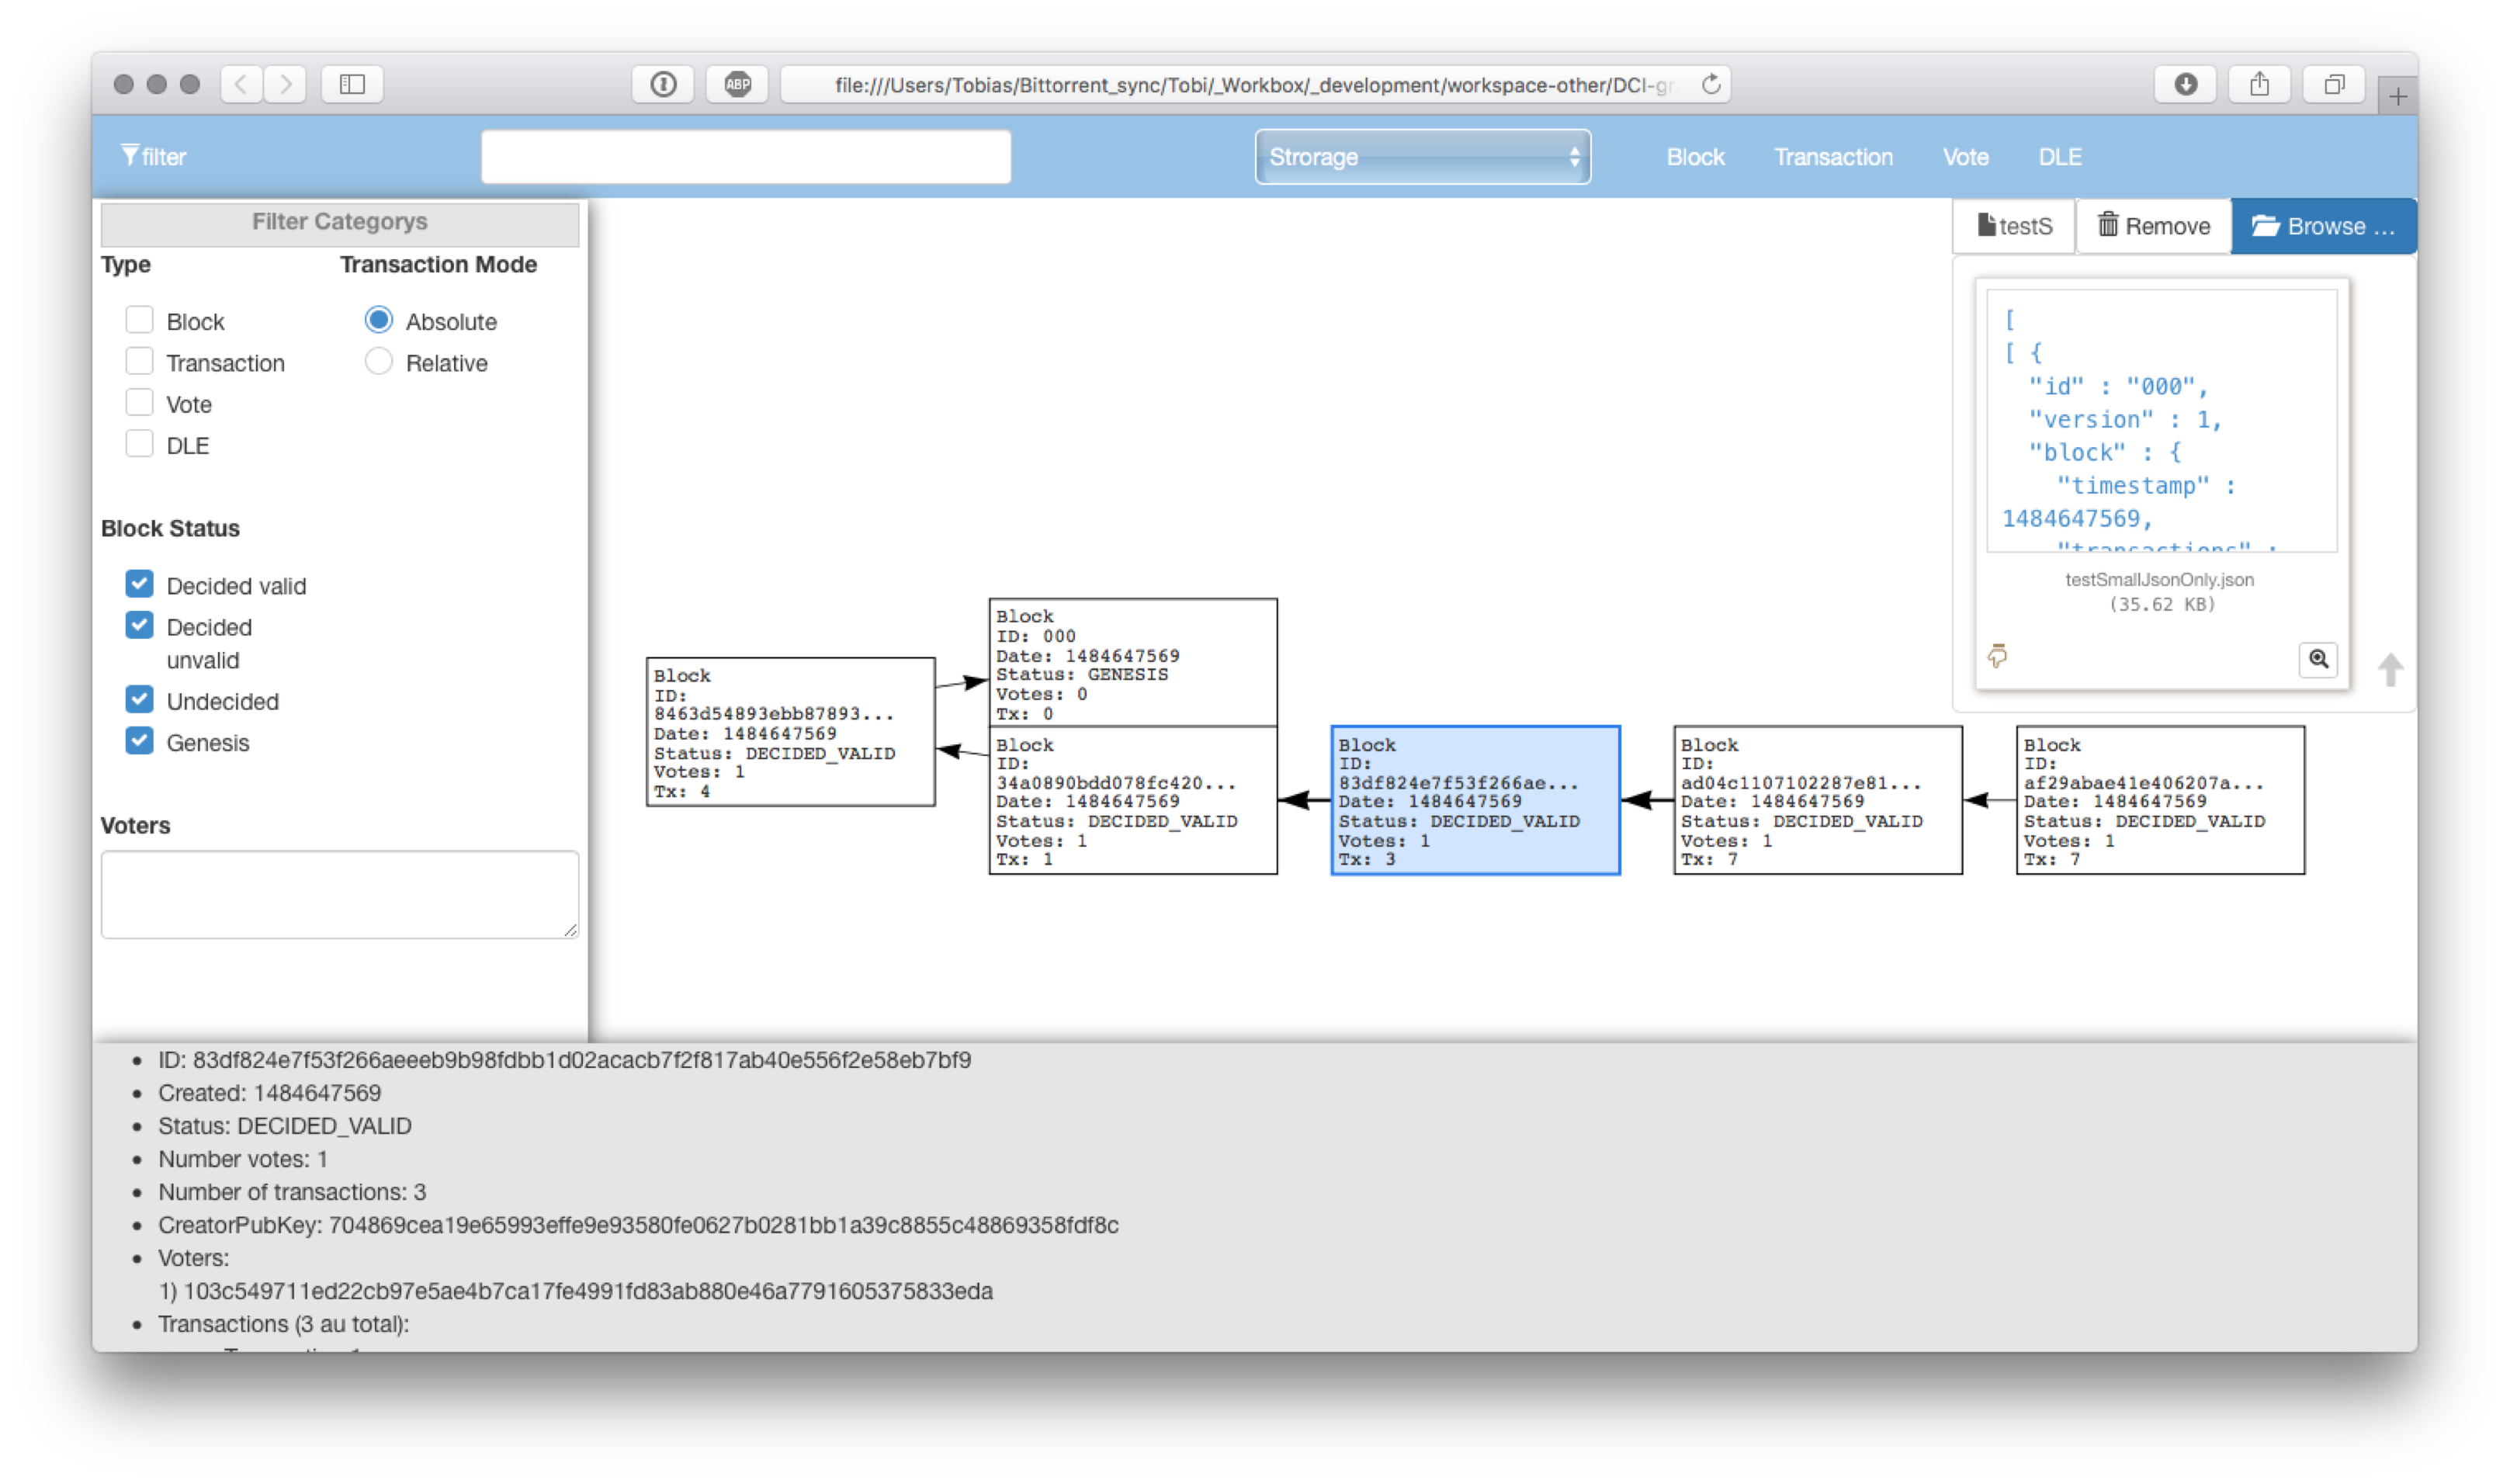 file:///Users/Tobias/Bittorrent_sync/Tobi/_Workbox/_development/workspace-other/DCI-gr
ABP
filter
Strorage
Block
Transaction
Vote
DLE
Filter Categorys
testS
Remove
Browse ...
Type
Transaction Mode
Block
Absolute
Transaction
Relative
Vote
DLE
Block Status
Decided valid
Decided
unvalid
Undecided
Genesis
Voters
[
[ {
"id" : "000",
"version" : 1,
"block" : {
"timestamp" :
1484647569,
"transactions" :
testSmallJsonOnly.json
(35.62 KB)
Block
ID:
8463d54893ebb87893...
Date: 1484647569
Status: DECIDED_VALID
Votes: 1
Tx: 4
Block
ID: 000
Date: 1484647569
Status: GENESIS
Votes: 0
Tx: 0
Block
ID:
34a0890bdd078fc420...
Date: 1484647569
Status: DECIDED_VALID
Votes: 1
Tx: 1
Block
ID:
83df824e7f53f266ae...
Date: 1484647569
Status: DECIDED_VALID
Votes: 1
Tx: 3
Block
ID:
ad04c1107102287e81...
Date: 1484647569
Status: DECIDED_VALID
Votes: 1
Tx: 7
Block
ID:
af29abae41e406207a...
Date: 1484647569
Status: DECIDED_VALID
Votes: 1
Tx: 7
• ID: 83df824e7f53f266aeeeb9b98fdbb1d02acacb7f2f817ab40e556f2e58eb7bf9
• Created: 1484647569
• Status: DECIDED_VALID
• Number votes: 1
• Number of transactions: 3
• CreatorPubKey: 704869cea19e65993effe9e93580fe0627b0281bb1a39c8855c48869358fdf8c
• Voters:
1) 103c549711ed22cb97e5ae4b7ca17fe4991fd83ab880e46a7791605375833eda
• Transactions (3 au total):